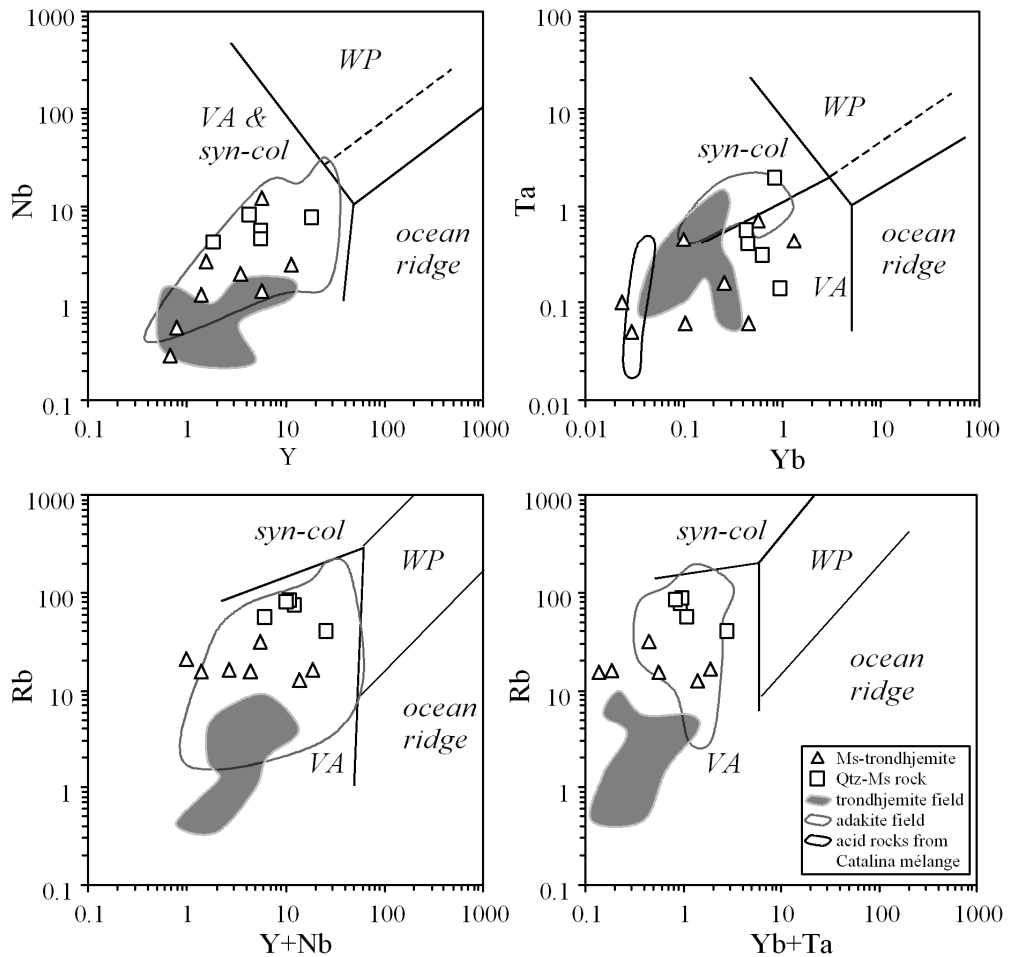 1000
100
10
1
0.1
Nb
WP
VA &
syn-col
ocean
ridge
0.1
1
10
100
1000
Y
100
10
1
0.1
0.01
Ta
WP
syn-col
ocean
ridge
VA
0.01
0.1
1
10
100
Yb
1000
100
10
1
0.1
Rb
syn-col
WP
ocean
ridge
VA
0.1
1
10
100
1000
Y+Nb
1000
100
10
1
0.1
Rb
syn-col
WP
ocean
ridge
VA
Ms-trondhjemite
Qtz-Ms rock
trondhjemite field
adakite field
acid rocks from
Catalina mélange
0.1
1
10
100
1000
Yb+Ta